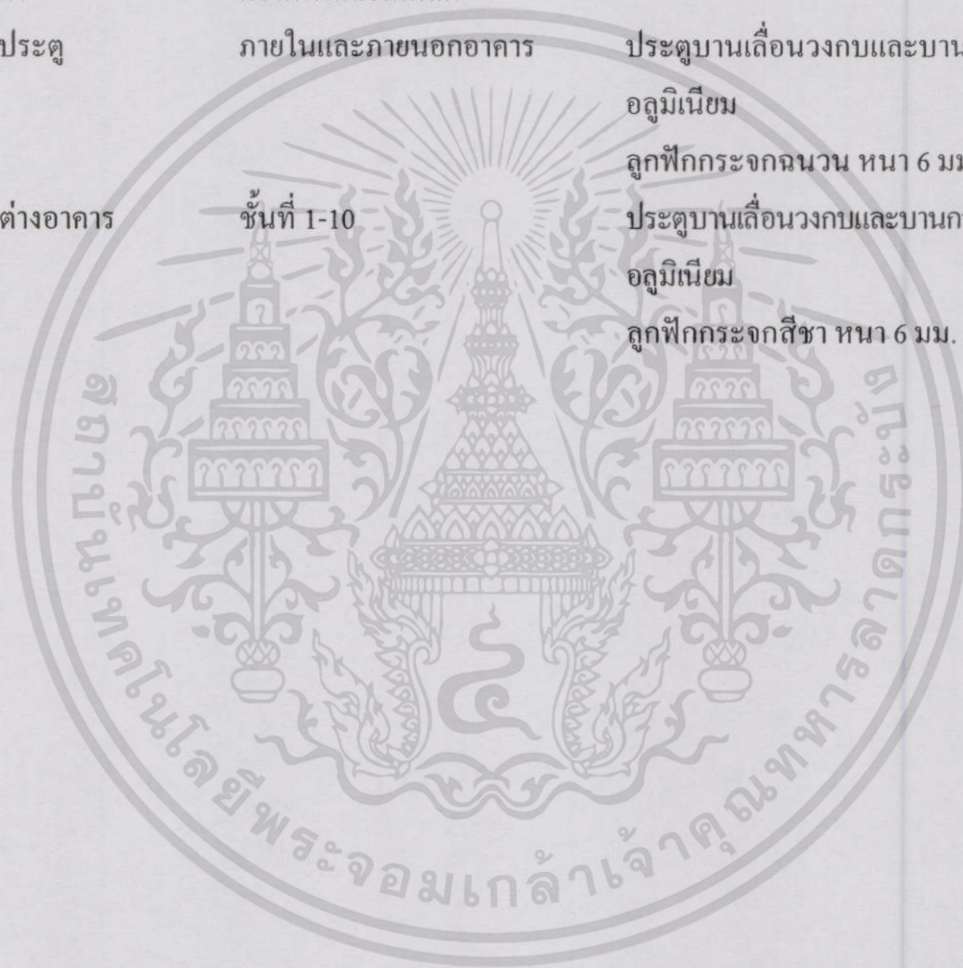 ประตู ภายในและภายนอกอาคาร ประตูบานเลื่อนวงกบและบาน
อลูมิเนียม
ลูกฟักกระจกฉนวน หนา 6 มม
ต่างอาคาร ชั้นที่ 1-10 ประตูบานเลื่อนวงกบและบานก
อลูมิเนียม
ลูกฟักกระจกสีชา หนา 6 มม.
สถาบันเทคโนโลยีพระจอมเกล้าเจ้าคุณทหารลาดกระบัง